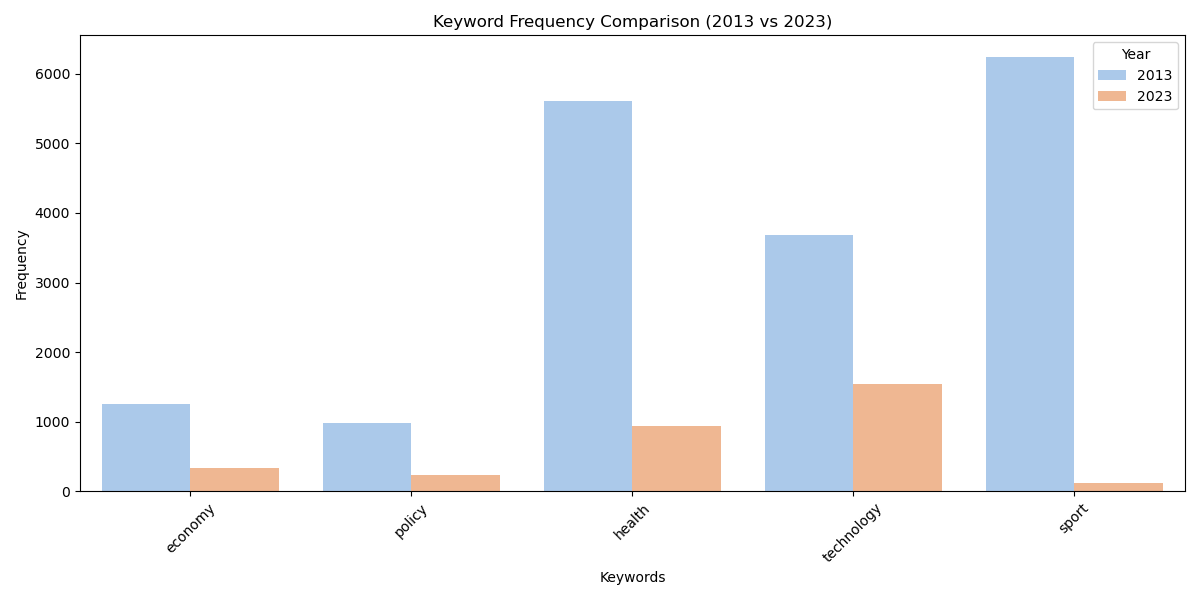 Keyword Frequency Comparison (2013 vs 2023)
Year
2013
2023
Frequency
6000
5000
4000
3000
2000
1000
0
economy
policy
health
technology
sport
Keywords